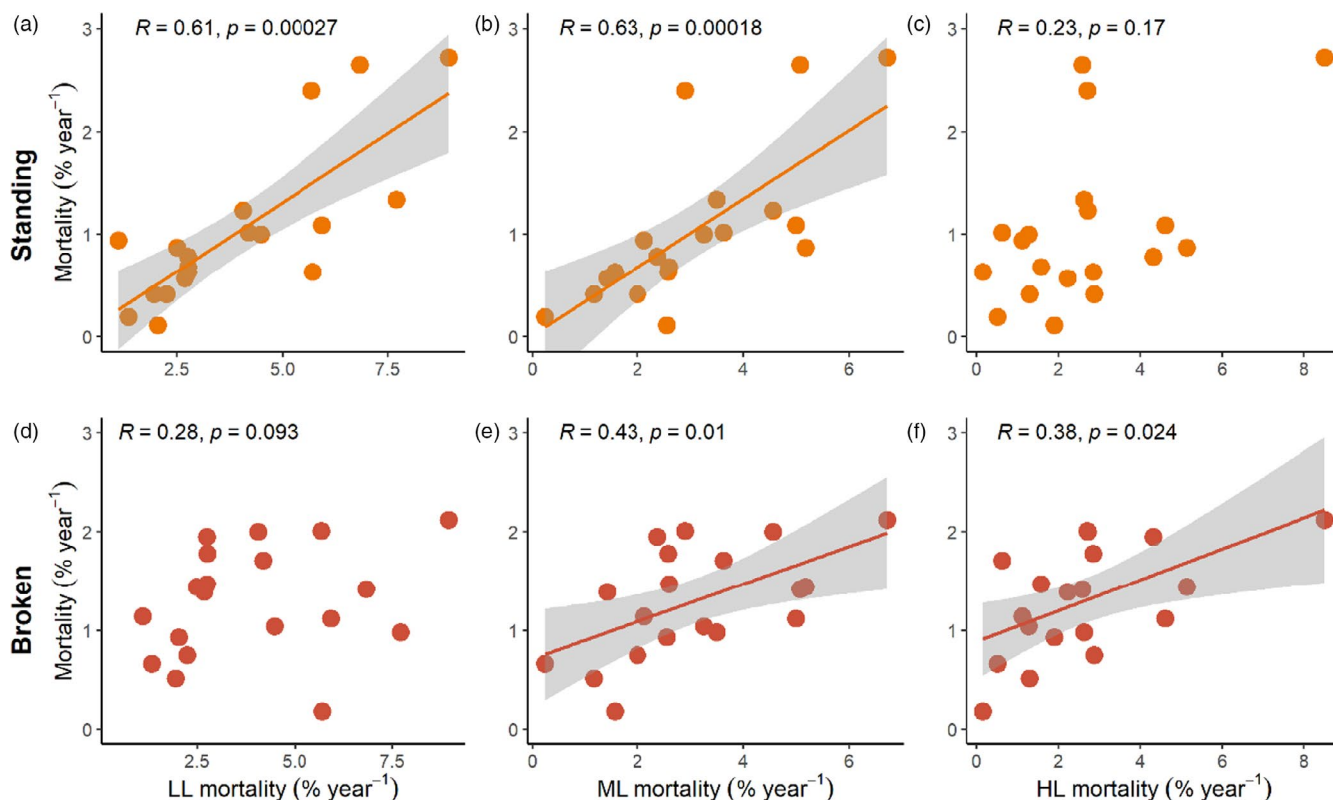 (a)
R = 0.61, p = 0.00027
(b)
R = 0.63, p = 0.00018
(c)
R = 0.23, p = 0.17
Standing
Mortality (% year⁻¹)
3
2
1
0
2.5 5.0 7.5
0 2 4 6
0 2 4 6 8
(d)
R = 0.28, p = 0.093
(e)
R = 0.43, p = 0.01
(f)
R = 0.38, p = 0.024
Broken
Mortality (% year⁻¹)
3
2
1
0
2.5 5.0 7.5
0 2 4 6
0 2 4 6 8
LL mortality (% year⁻¹)
ML mortality (% year⁻¹)
HL mortality (% year⁻¹)